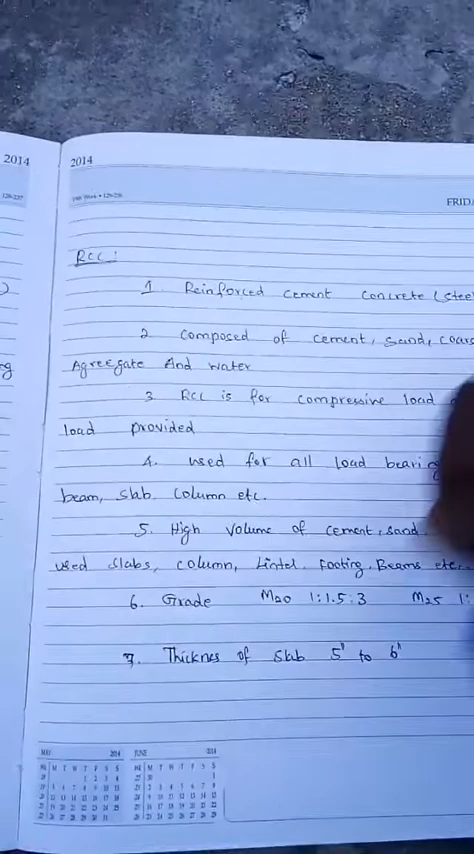 2014
2014
FRIDA
RCC:
1. Reinforced cement concrete (stee
2 composed of cement, sand, coars
Agreegate And water
3 RCC is for compressive load
load provided
4. used for all load bearing
beam, slab column etc.
5. High volume of cement, sand
used slabs, column, Lintel, Footing, Beams etc..
6. Grade M20 1:1.5:3 M25 1:
7. Thicknes of slab 5" to 6"
MAY 2014 JUNE 2014
M T W T F S S M T W T F S S